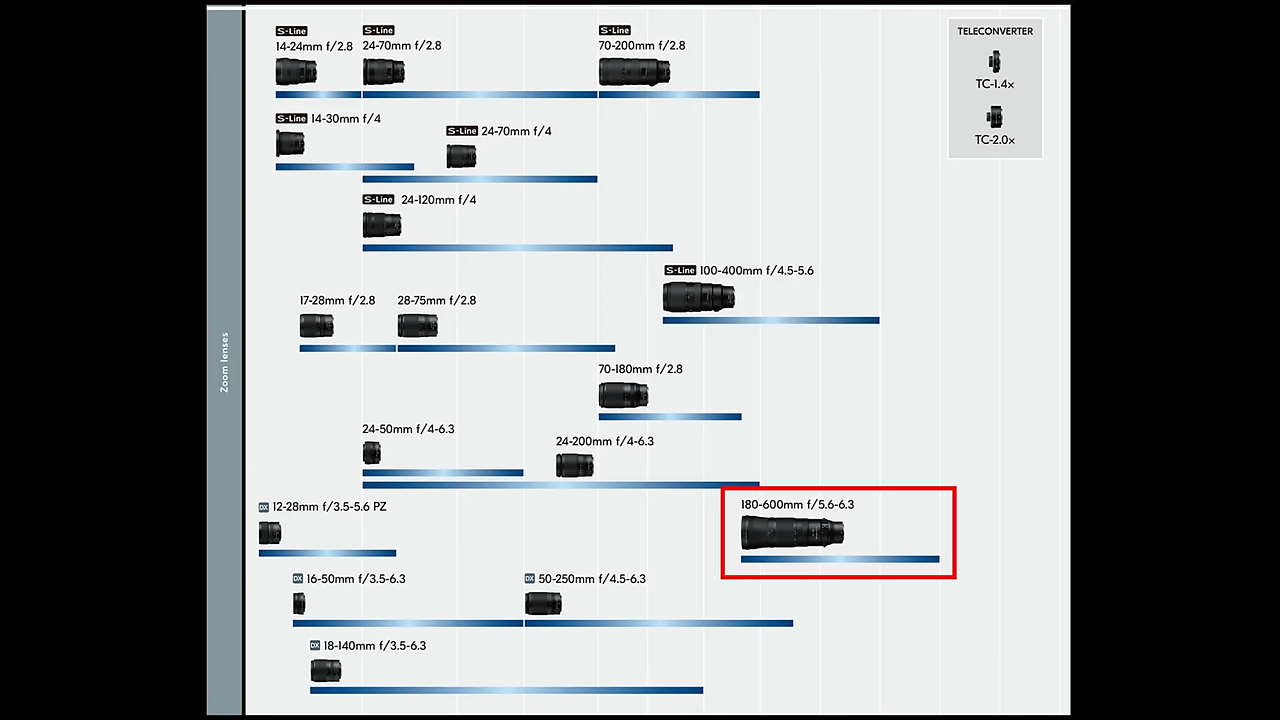 S-Line
14-24mm f/2.8
S-Line
24-70mm f/2.8
S-Line
70-200mm f/2.8
TELECONVERTER
TC-1.4×
TC-2.0×
S-Line 14-30mm f/4
S-Line 24-70mm f/4
S-Line 24-120mm f/4
S-Line 100-400mm f/4.5-5.6
17-28mm f/2.8
28-75mm f/2.8
Zoom lenses
70-180mm f/2.8
24-50mm f/4-6.3
24-200mm f/4-6.3
180-600mm f/5.6-6.3
DX 12-28mm f/3.5-5.6 PZ
DX 16-50mm f/3.5-6.3
DX 50-250mm f/4.5-6.3
DX 18-140mm f/3.5-6.3